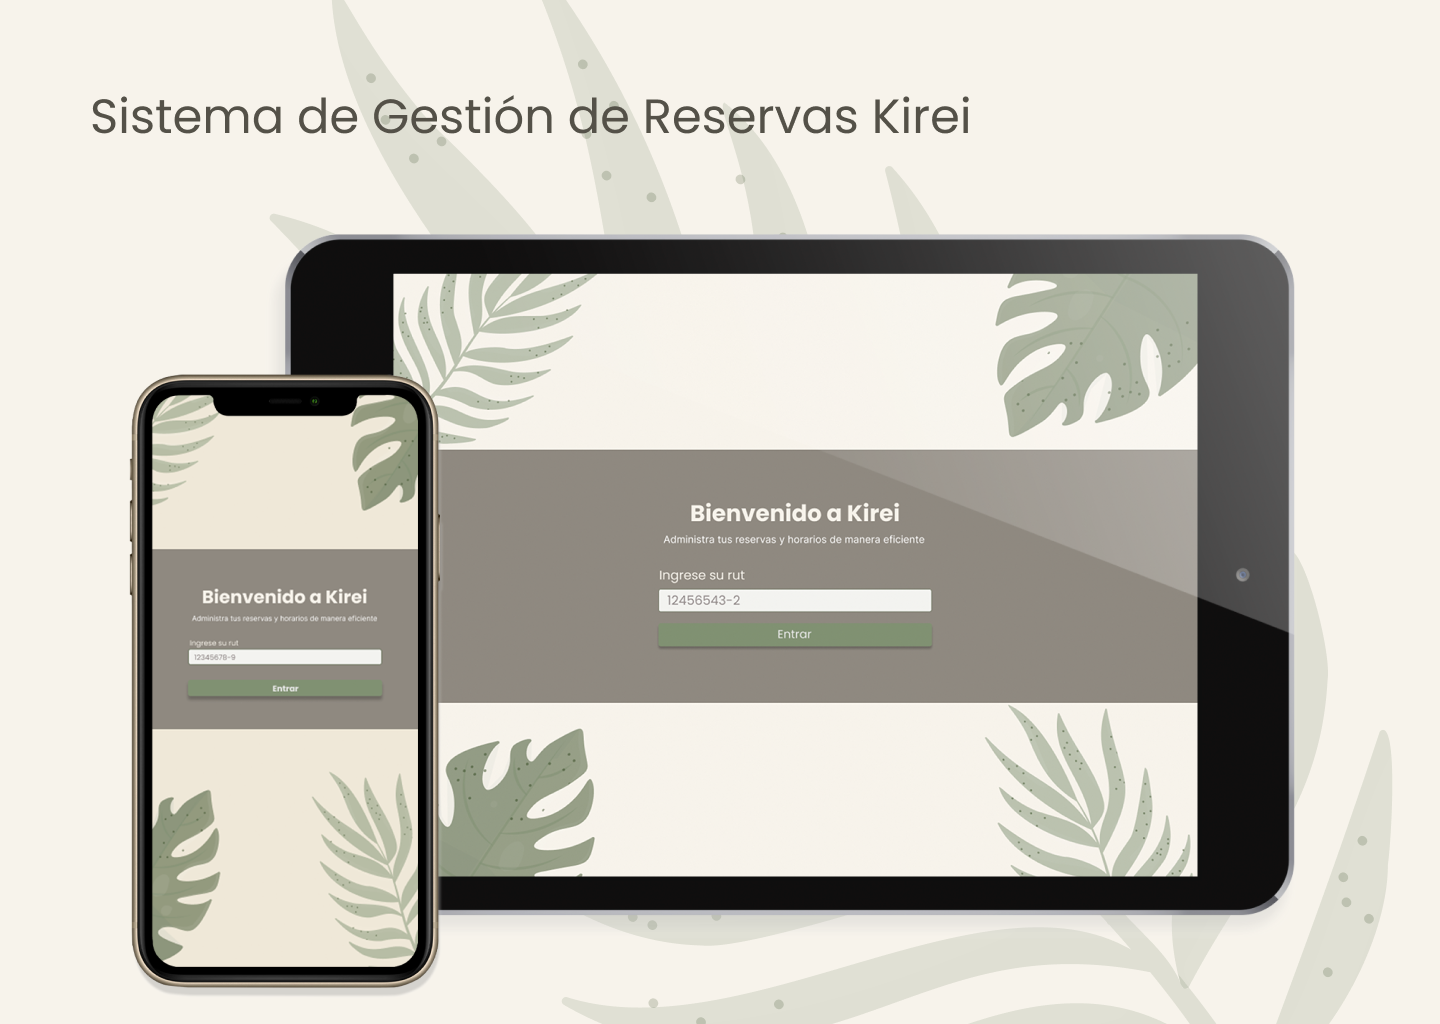 Sistema de Gestión de Reservas Kirei
Bienvenido a Kirei
Administra tus reservas y horarios de manera eficiente
Ingrese su rut
12456543-2
Entrar
Bienvenido a Kirei
Administra tus reservas y horarios de manera eficiente
Ingrese su rut
12345678-9
Entrar